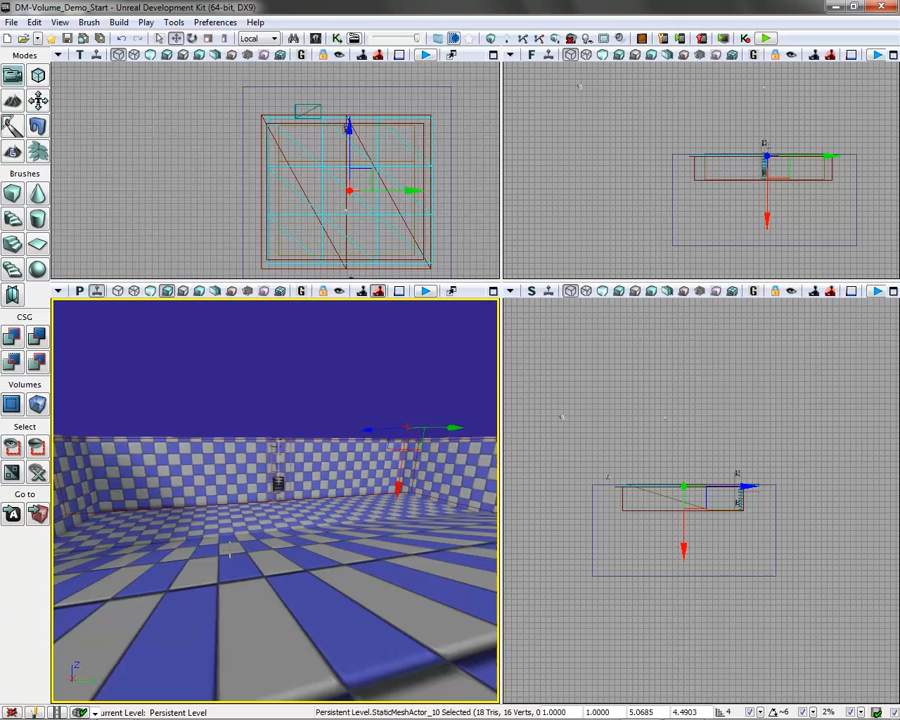 DM-Volume_Demo_Start - Unreal Development Kit (64-bit, DX9)
File Edit View Brush Build Play Tools Preferences Help
Local
Modes
T
G
F
G
Brushes
P
G
S
G
CSG
Volumes
Select
Go to
Z
urrent Level: Persistent Level
Persistent Level.StaticMeshActor_10 Selected (18 Tris, 16 Verts, 0 1.0000 1.0000 5.0685 4.4903
4 ~6 2%